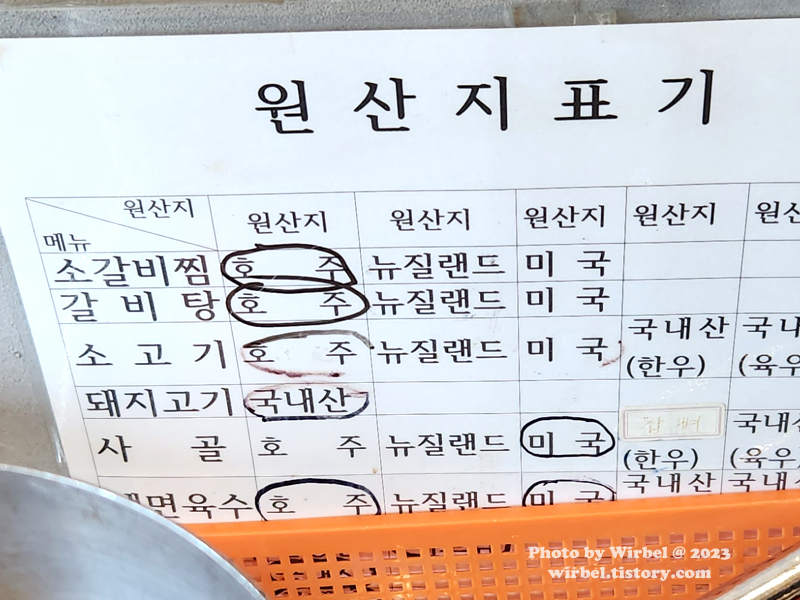 원산지표기
원산지
메뉴
원산지 원산지 원산지 원산지 원산
소갈비찜 호 주 뉴질랜드 미 국
갈 비 탕 호 주 뉴질랜드 미 국
소 고 기 호 주 뉴질랜드 미 국 국내산 (한우) 국내 (육우)
돼지고기 국내산
사 골 호 주 뉴질랜드 미 국 (한우) 국내산 (육우)
면육수 호 주 뉴질랜드 미 국 국내산 국내산
Photo by Wirbel @ 2023
wirbel.tistory.com